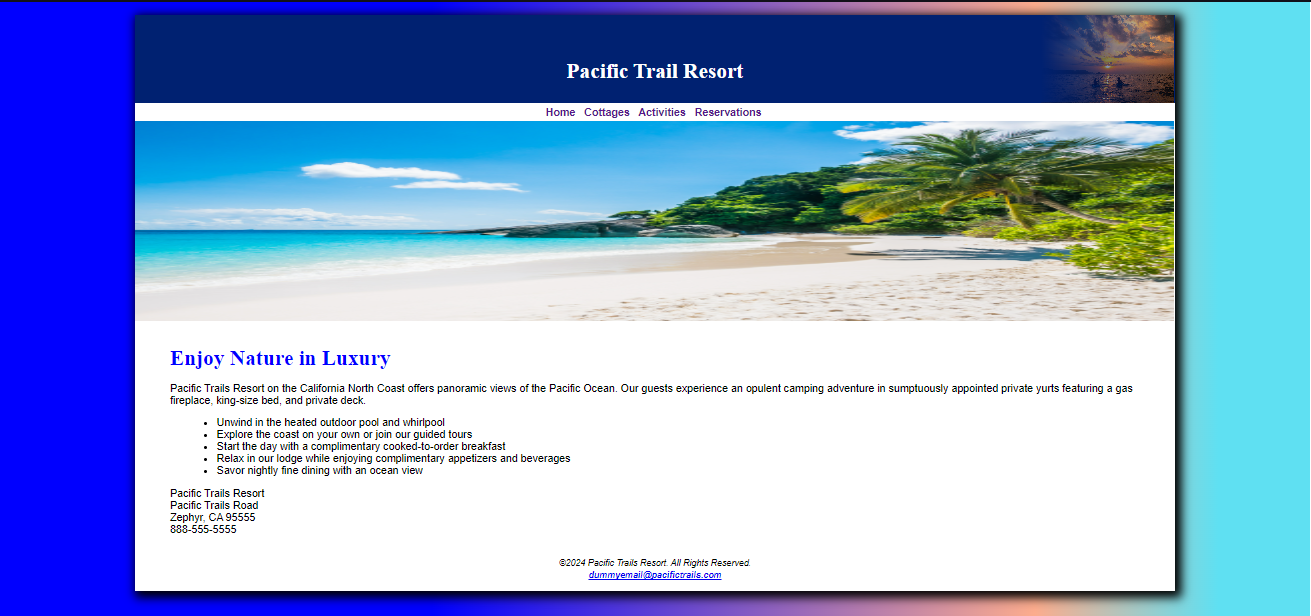 Pacific Trail Resort
Home Cottages Activities Reservations
Enjoy Nature in Luxury
Pacific Trails Resort on the California North Coast offers panoramic views of the Pacific Ocean. Our guests experience an opulent camping adventure in sumptuously appointed private yurts featuring a gas
fireplace, king-size bed, and private deck.
• Unwind in the heated outdoor pool and whirlpool
• Explore the coast on your own or join our guided tours
• Start the day with a complimentary cooked-to-order breakfast
• Relax in our lodge while enjoying complimentary appetizers and beverages
• Savor nightly fine dining with an ocean view
Pacific Trails Resort
Pacific Trails Road
Zephyr, CA 95555
888-555-5555
©2024 Pacific Trails Resort. All Rights Reserved.
dummyemail@pacifictrails.com